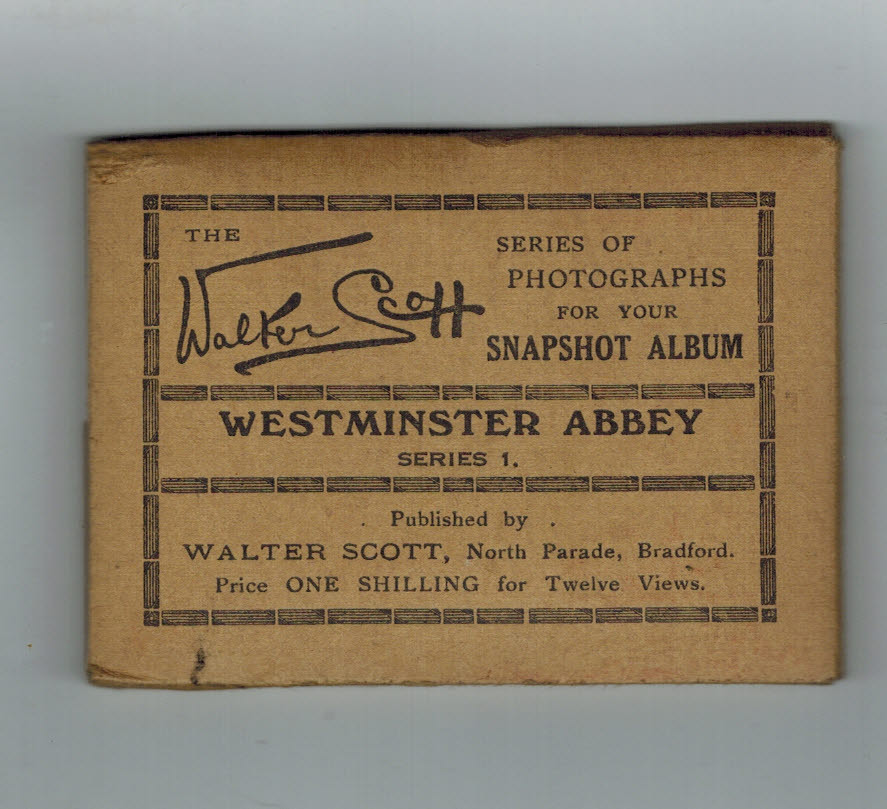 THE
Walter Scott
SERIES OF
PHOTOGRAPHS
FOR YOUR
SNAPSHOT ALBUM
WESTMINSTER ABBEY
SERIES 1.
. Published by .
WALTER SCOTT, North Parade, Bradford.
Price ONE SHILLING for Twelve Views.